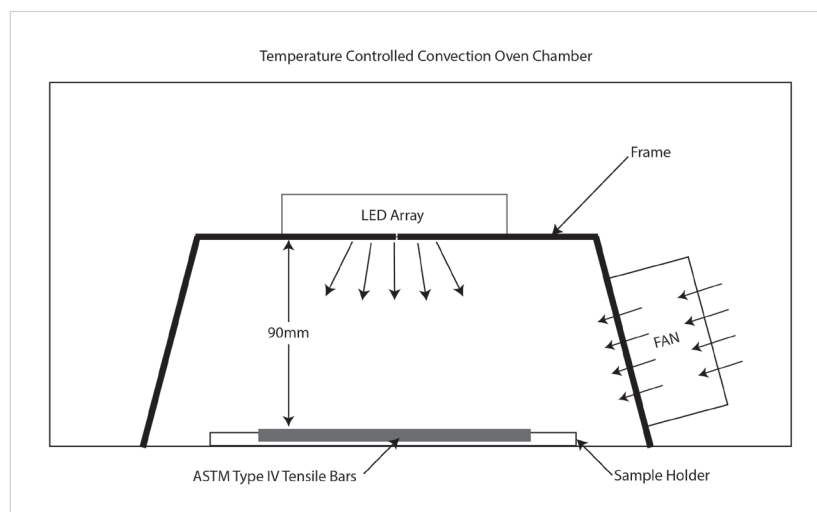 Temperature Controlled Convection Oven Chamber
Frame
LED Array
90mm
FAN
ASTM Type IV Tensile Bars
Sample Holder